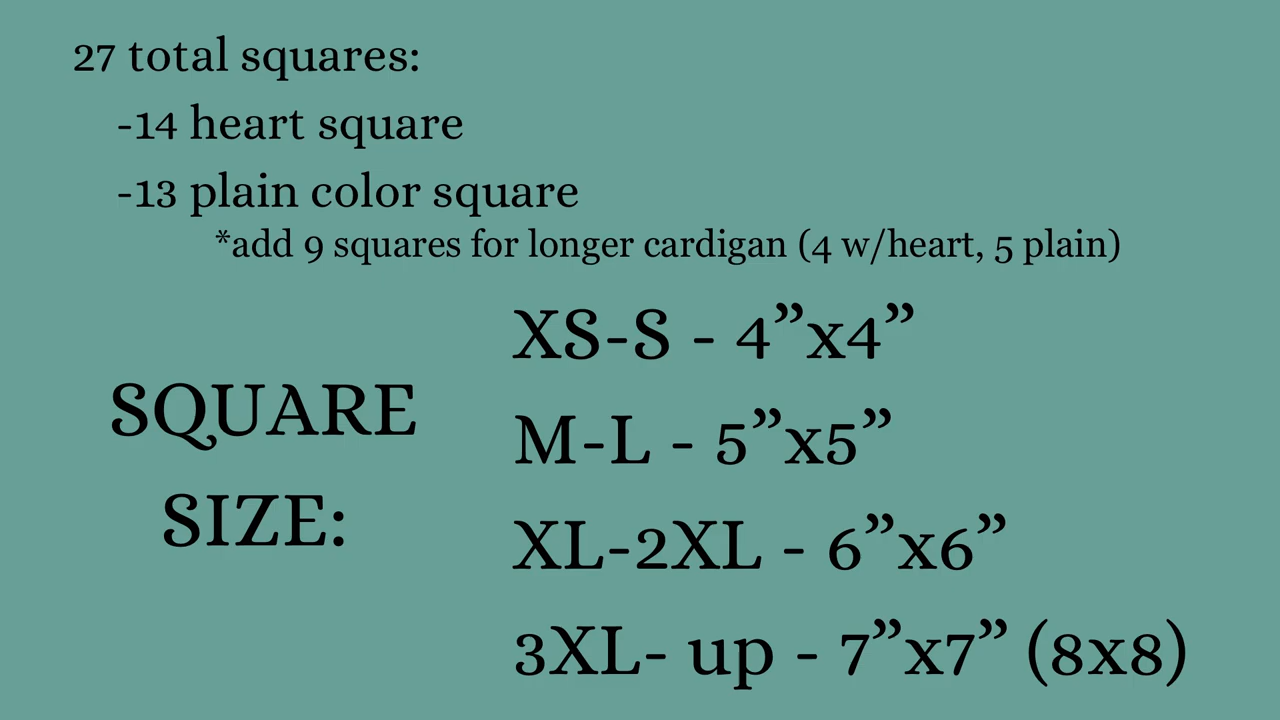 27 total squares:
-14 heart square
-13 plain color square
*add 9 squares for longer cardigan (4 w/heart, 5 plain)
SQUARE
SIZE:
XS-S - 4”x4”
M-L - 5”x5”
XL-2XL - 6”x6”
3XL- up - 7”x7” (8x8)